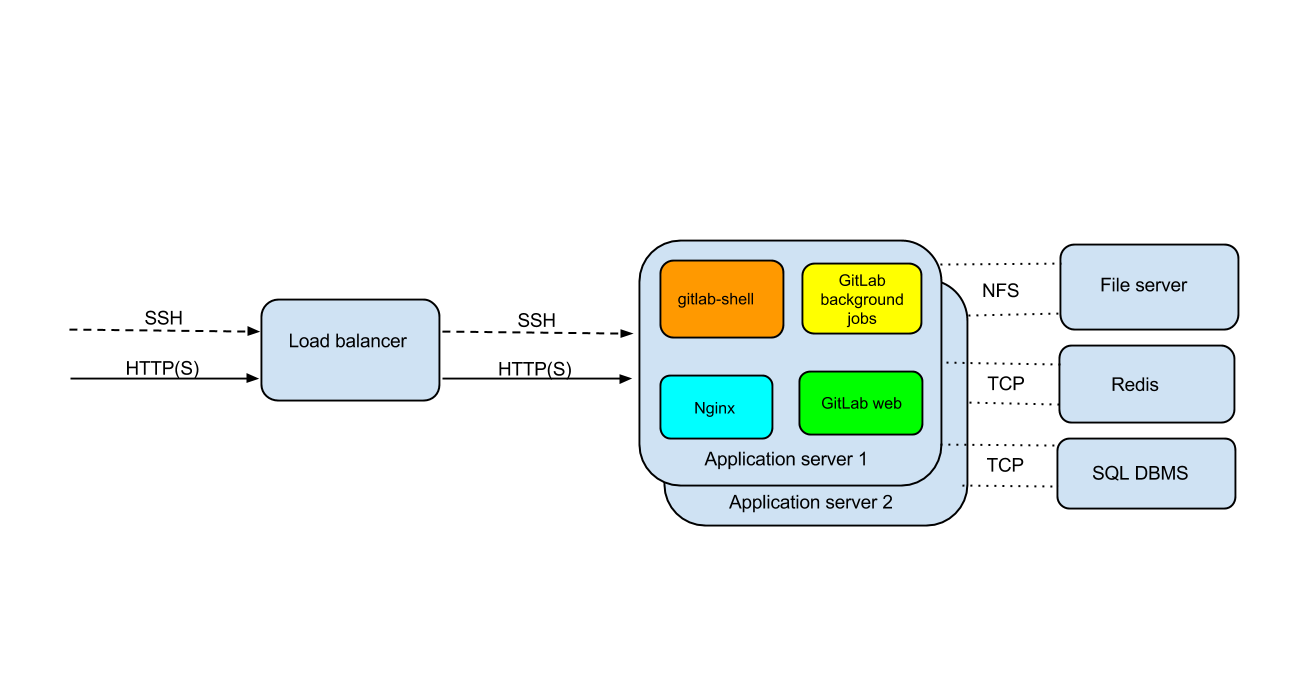 SSH
HTTP(S)
Load balancer
SSH
HTTP(S)
gitlab-shell
GitLab
background
jobs
Nginx
GitLab web
Application server 1
Application server 2
NFS
TCP
TCP
File server
Redis
SQL DBMS